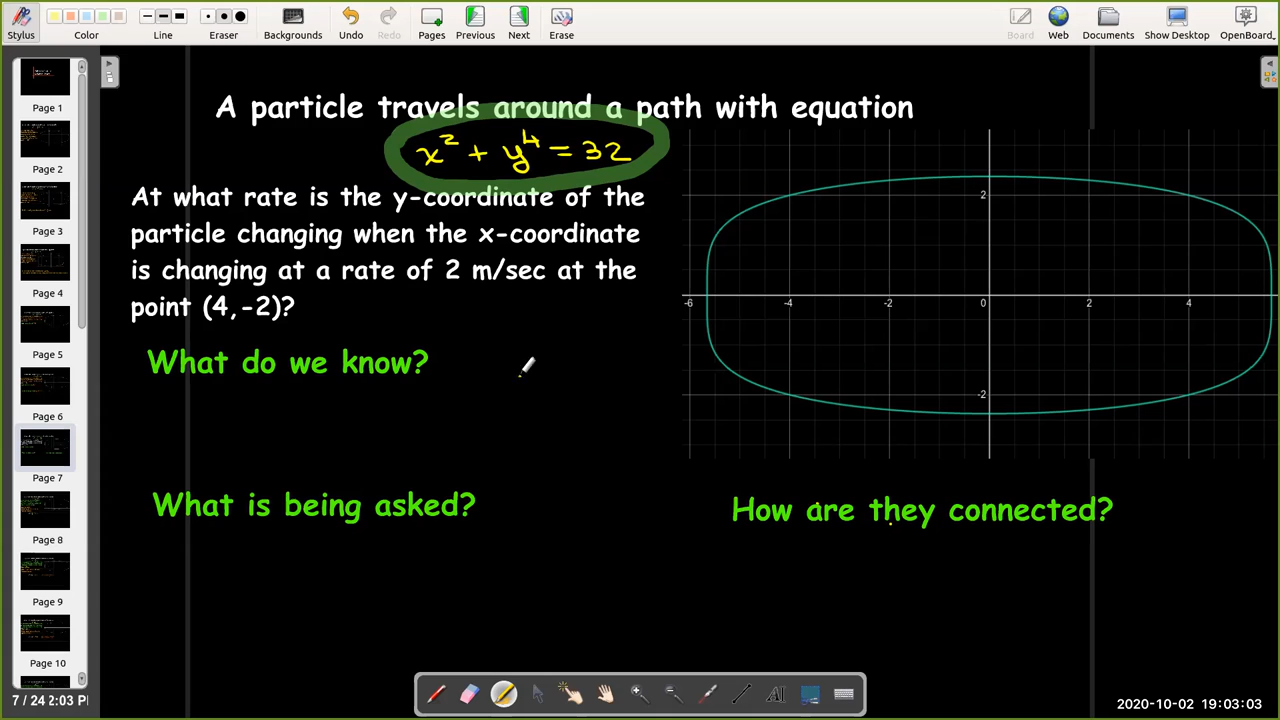 Stylus Color Line Eraser Backgrounds Undo Redo Pages Previous Next Erase Board Web Documents Show Desktop OpenBoard
Page 1
Page 2
Page 3
Page 4
Page 5
Page 6
Page 7
Page 8
Page 9
Page 10
7 / 24 2:03 PM
A particle travels around a path with equation
x² + y⁴ = 32
At what rate is the y-coordinate of the
particle changing when the x-coordinate
is changing at a rate of 2 m/sec at the
point (4,-2)?
What do we know?
What is being asked?
2
-6 -4 -2 0 2 4
-2
How are they connected?
AI
2020-10-02 19:03:03